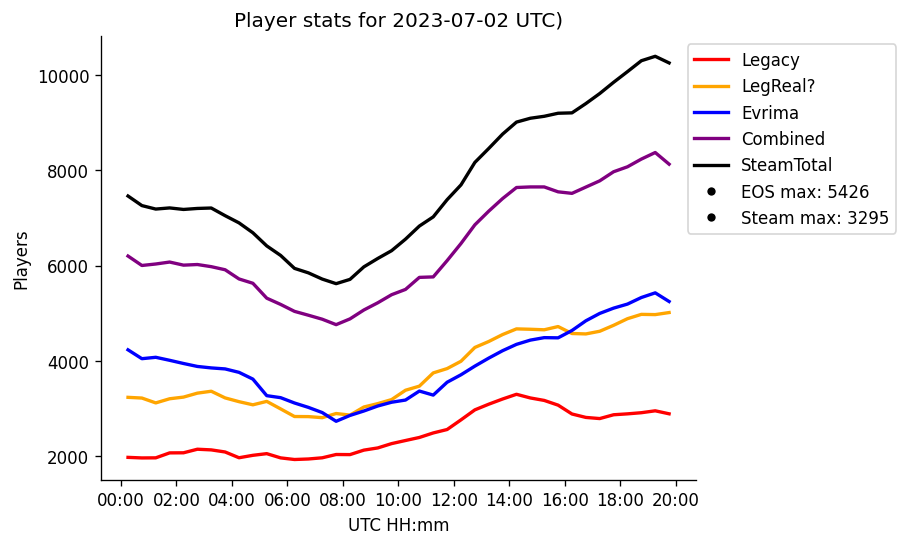 Player stats for 2023-07-02 UTC)
Legacy
LegReal?
Evrima
Combined
SteamTotal
EOS max: 5426
Steam max: 3295
Players
10000
8000
6000
4000
2000
00:00 02:00 04:00 06:00 08:00 10:00 12:00 14:00 16:00 18:00 20:00
UTC HH:mm